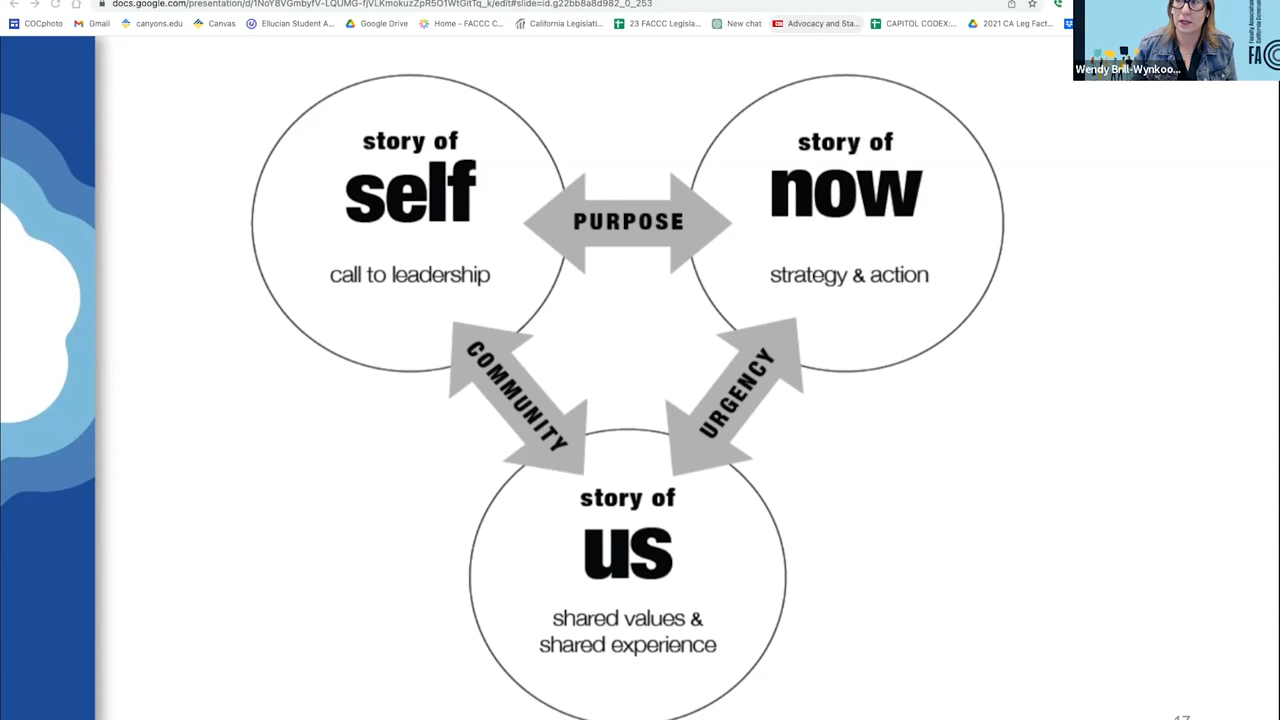 docs.google.com/presentation/d/1NoY8VGmbyfV-LQUMG-fjVLKmokuzZpR5O1WtGitTq_k/edit#slide=id.g22bb8a8d982_0_253
COCphoto Gmail canyons.edu Canvas Ellucian Student A... Google Drive Home - FACCC C... California Legislati... 23 FACCC Legisla... New chat Advocacy and Sta... CAPITOL CODEX:... 2021 CA Leg Fact...
Wendy Brill-Wynkoo...
story of
self
call to leadership
PURPOSE
story of
now
strategy & action
COMMUNITY
URGENCY
story of
us
shared values &
shared experience